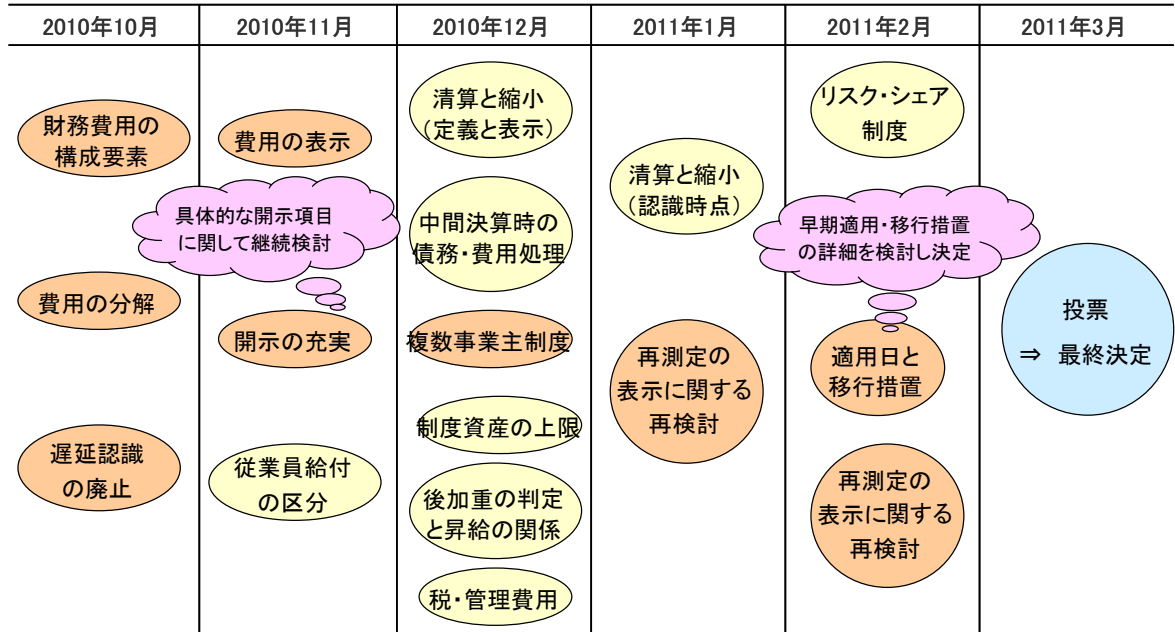 2010年10月
2010年11月
2010年12月
2011年1月
2011年2月
2011年3月
財務費用の
構成要素
費用の分解
遅延認識
の廃止
費用の表示
具体的な開示項目
に関して継続検討
開示の充実
従業員給付
の区分
清算と縮小
(定義と表示)
中間決算時の
債務・費用処理
複数事業主制度
制度資産の上限
後加重の判定
と昇給の関係
税・管理費用
清算と縮小
(認識時点)
再測定の
表示に関する
再検討
リスク・シェア
制度
早期適用・移行措置
の詳細を検討し決定
適用日と
移行措置
再測定の
表示に関する
再検討
投票
⇒ 最終決定